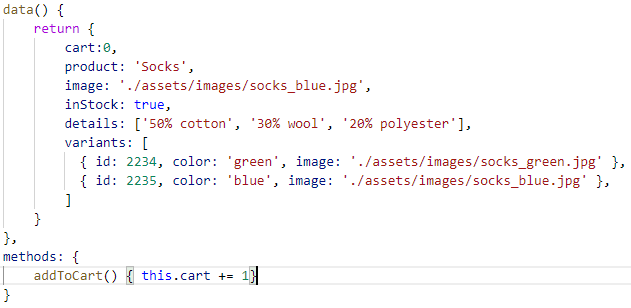 data() {
    return {
        cart:0,
        product: 'Socks',
        image: './assets/images/socks_blue.jpg',
        inStock: true,
        details: ['50% cotton', '30% wool', '20% polyester'],
        variants: [
          { id: 2234, color: 'green', image: './assets/images/socks_green.jpg' },
          { id: 2235, color: 'blue', image: './assets/images/socks_blue.jpg' },
        ]
    }
},
methods: {
    addToCart() { this.cart += 1}
}